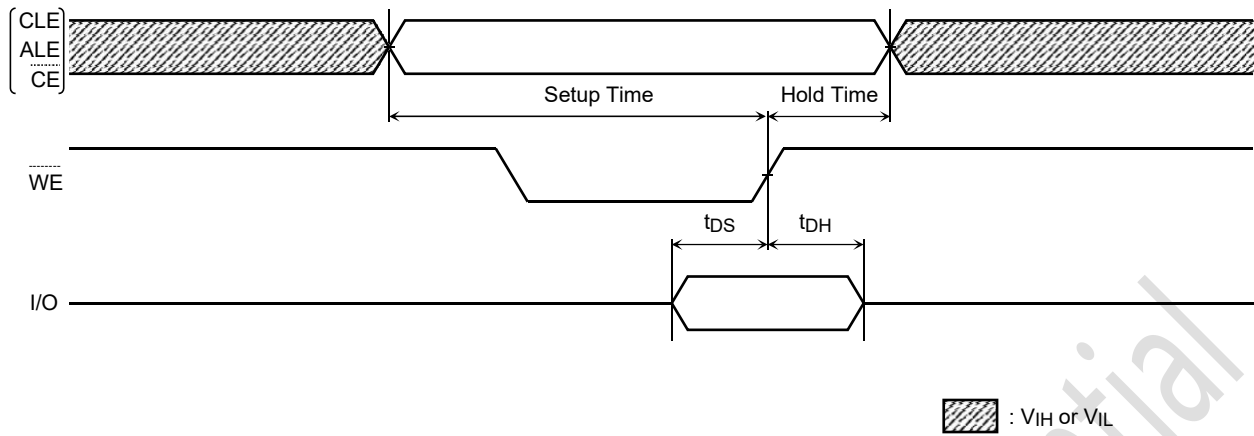 CLE
ALE
CE
Setup Time
Hold Time
WE
tDS
tDH
I/O
: VIH or VIL